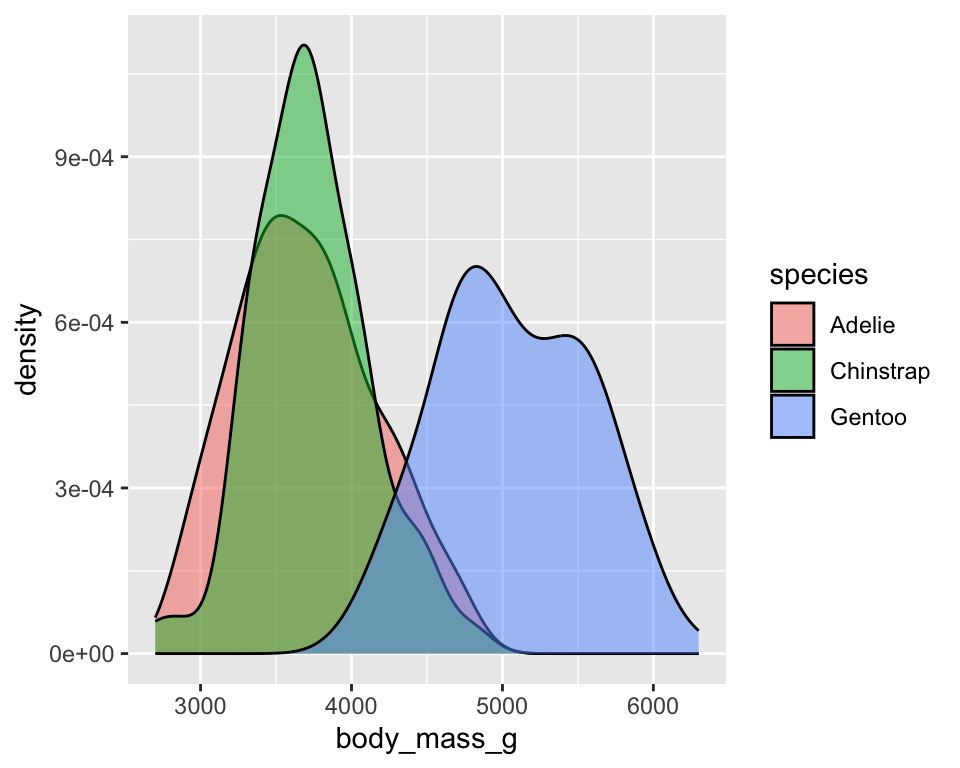 9e-04
6e-04
3e-04
0e+00
density
3000
4000
5000
6000
body_mass_g
species
Adelie
Chinstrap
Gentoo